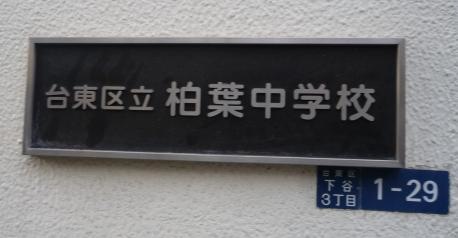 台東区立 柏葉中学校
台東区
下谷
3丁目
1-29